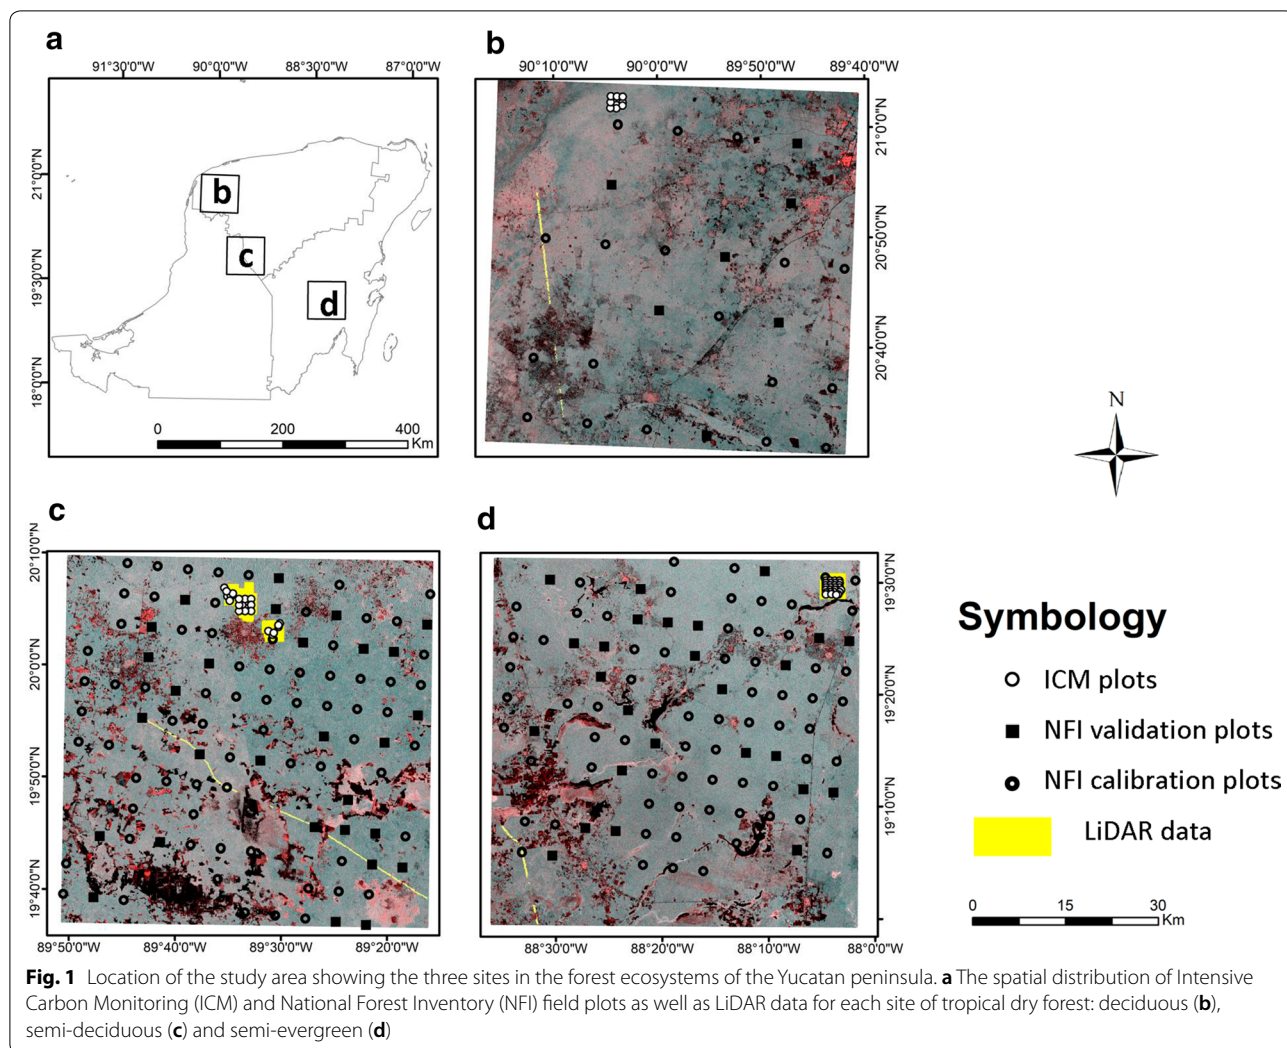 a
91°30'0"W 90°0'0"W 88°30'0"W 87°0'0"W
21°0'0"N
19°30'0"N
18°0'0"N
b
c
d
0 200 400
Km
b
90°10'0"W 90°0'0"W 89°50'0"W 89°40'0"W
21°0'0"N
20°50'0"N
20°40'0"N
N
c
20°10'0"N
20°0'0"N
19°50'0"N
19°40'0"N
89°50'0"W 89°40'0"W 89°30'0"W 89°20'0"W
d
19°30'0"N
19°20'0"N
19°10'0"N
88°30'0"W 88°20'0"W 88°10'0"W 88°0'0"W
Symbology
ICM plots
NFI validation plots
NFI calibration plots
LiDAR data
0 15 30
Km
Fig. 1 Location of the study area showing the three sites in the forest ecosystems of the Yucatan peninsula. a The spatial distribution of Intensive
Carbon Monitoring (ICM) and National Forest Inventory (NFI) field plots as well as LiDAR data for each site of tropical dry forest: deciduous (b),
semi-deciduous (c) and semi-evergreen (d)